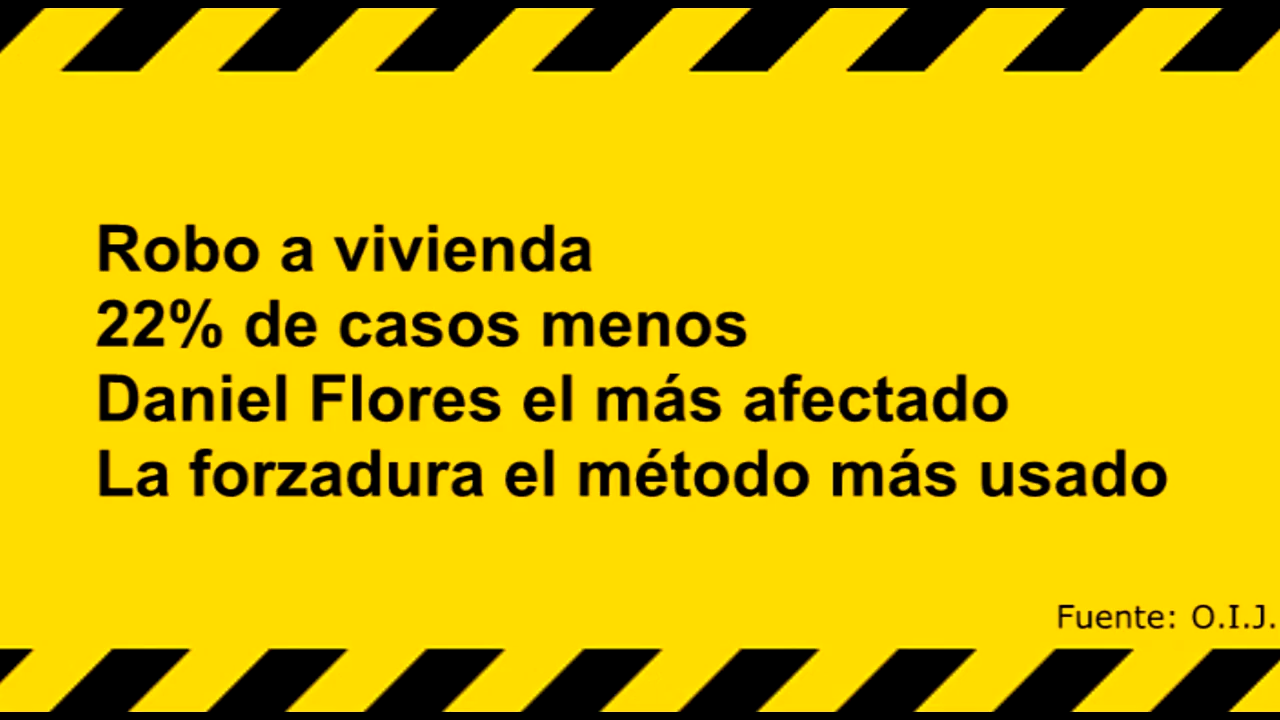 Robo a vivienda
22% de casos menos
Daniel Flores el más afectado
La forzadura el método más usado
Fuente: O.I.J.